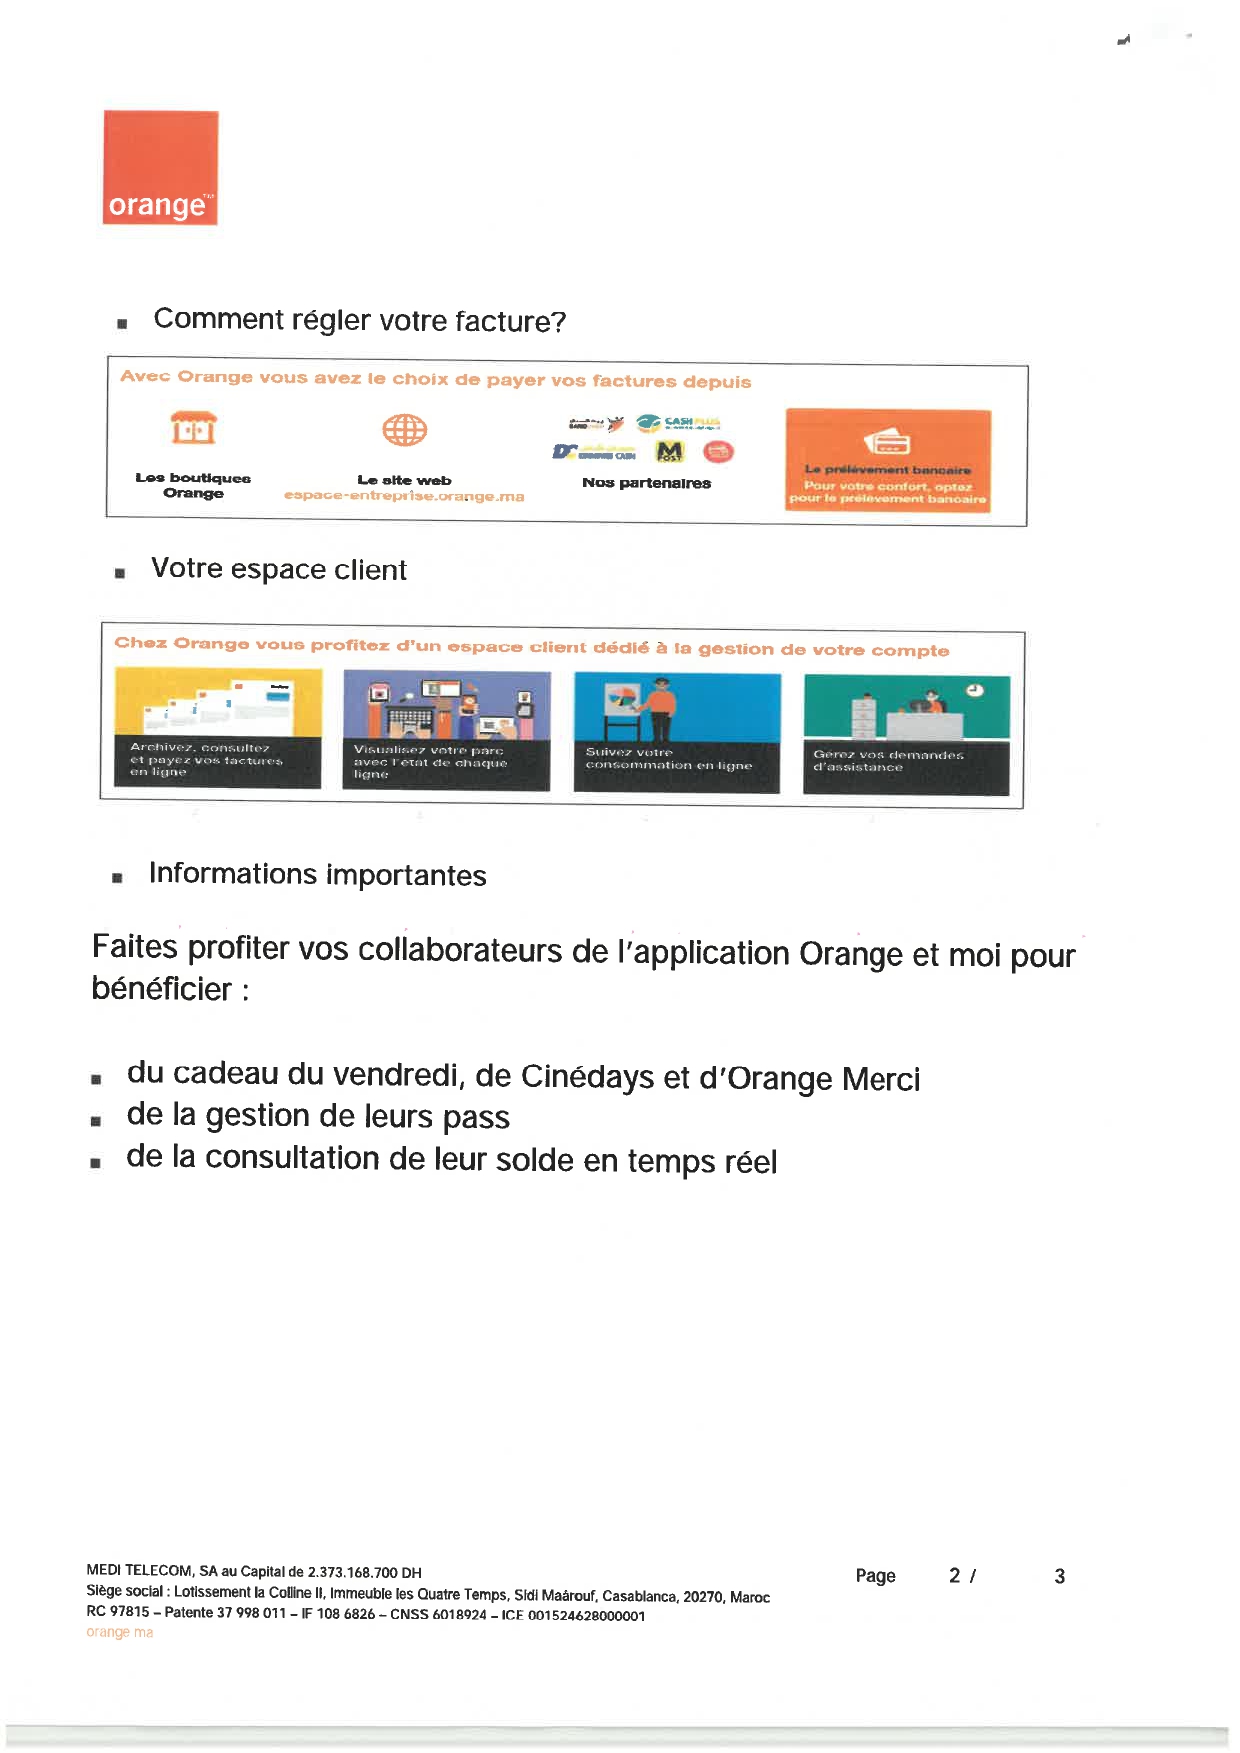 orange™
Comment régler votre facture?
Avec Orange vous avez le choix de payer vos factures depuis
CASH PLUS
M
POST
Les boutiques
Orange
Le site web
espace-entreprise.orange.ma
Nos partenaires
Le prélévement bancaire
Pour votre confort, optez
pour le prélèvement bancaire
Votre espace client
Chez Orange vous profitez d'un espace client dédié à la gestion de votre compte
Archivez, consultez
et payez vos factures
en ligne
Visualisez votre parc
avec l'état de chaque
ligne
Suivez votre
consommation en ligne
Gérez vos demandes
d'assistance
Informations importantes
Faites profiter vos collaborateurs de l'application Orange et moi pour
bénéficier :
du cadeau du vendredi, de Cinédays et d'Orange Merci
de la gestion de leurs pass
de la consultation de leur solde en temps réel
MEDI TELECOM, SA au Capital de 2.373.168.700 DH
Siège social : Lotissement la Colline II, Immeuble les Quatre Temps, Sidi Maârouf, Casablanca, 20270, Maroc
RC 97815 – Patente 37 998 011 – IF 108 6826 – CNSS 6018924 – ICE 001524628000001
orange ma
Page 2 / 3